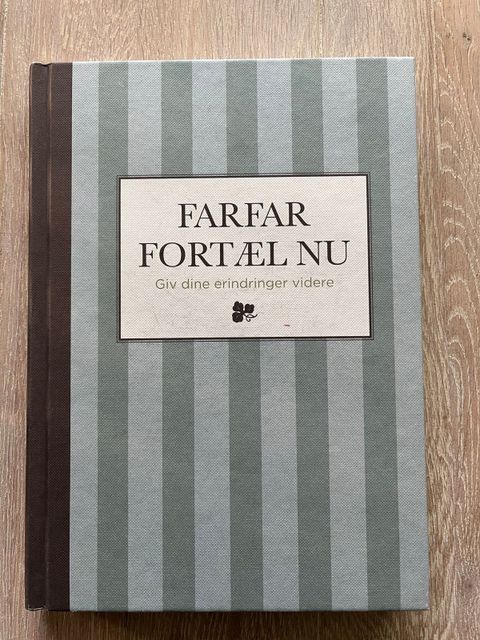 FARFAR
FORTÆL NU
Giv dine erindringer videre